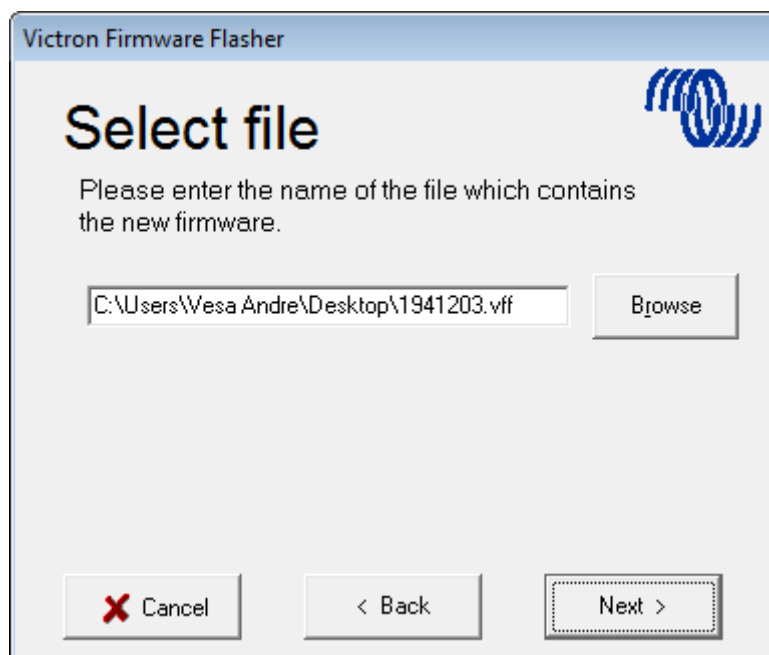 Victron Firmware Flasher
Select file
Please enter the name of the file which contains
the new firmware.
C:\Users\Vesa Andre\Desktop\1941203.vff
Browse
Cancel
< Back
Next >